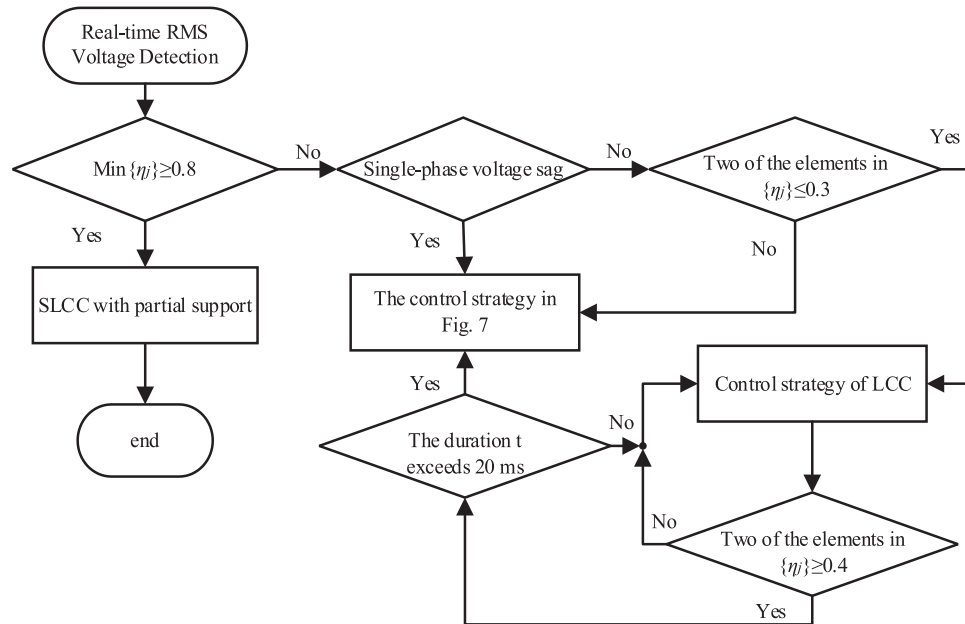 Real-time RMS
Voltage Detection
Min {ηj}≥0.8
No
Single-phase voltage sag
No
Two of the elements in
{ηj}≤0.3
Yes
Yes
Yes
No
SLCC with partial support
The control strategy in
Fig. 7
Yes
Control strategy of LCC
end
The duration t
exceeds 20 ms
No
No
Two of the elements in
{ηj}≥0.4
Yes